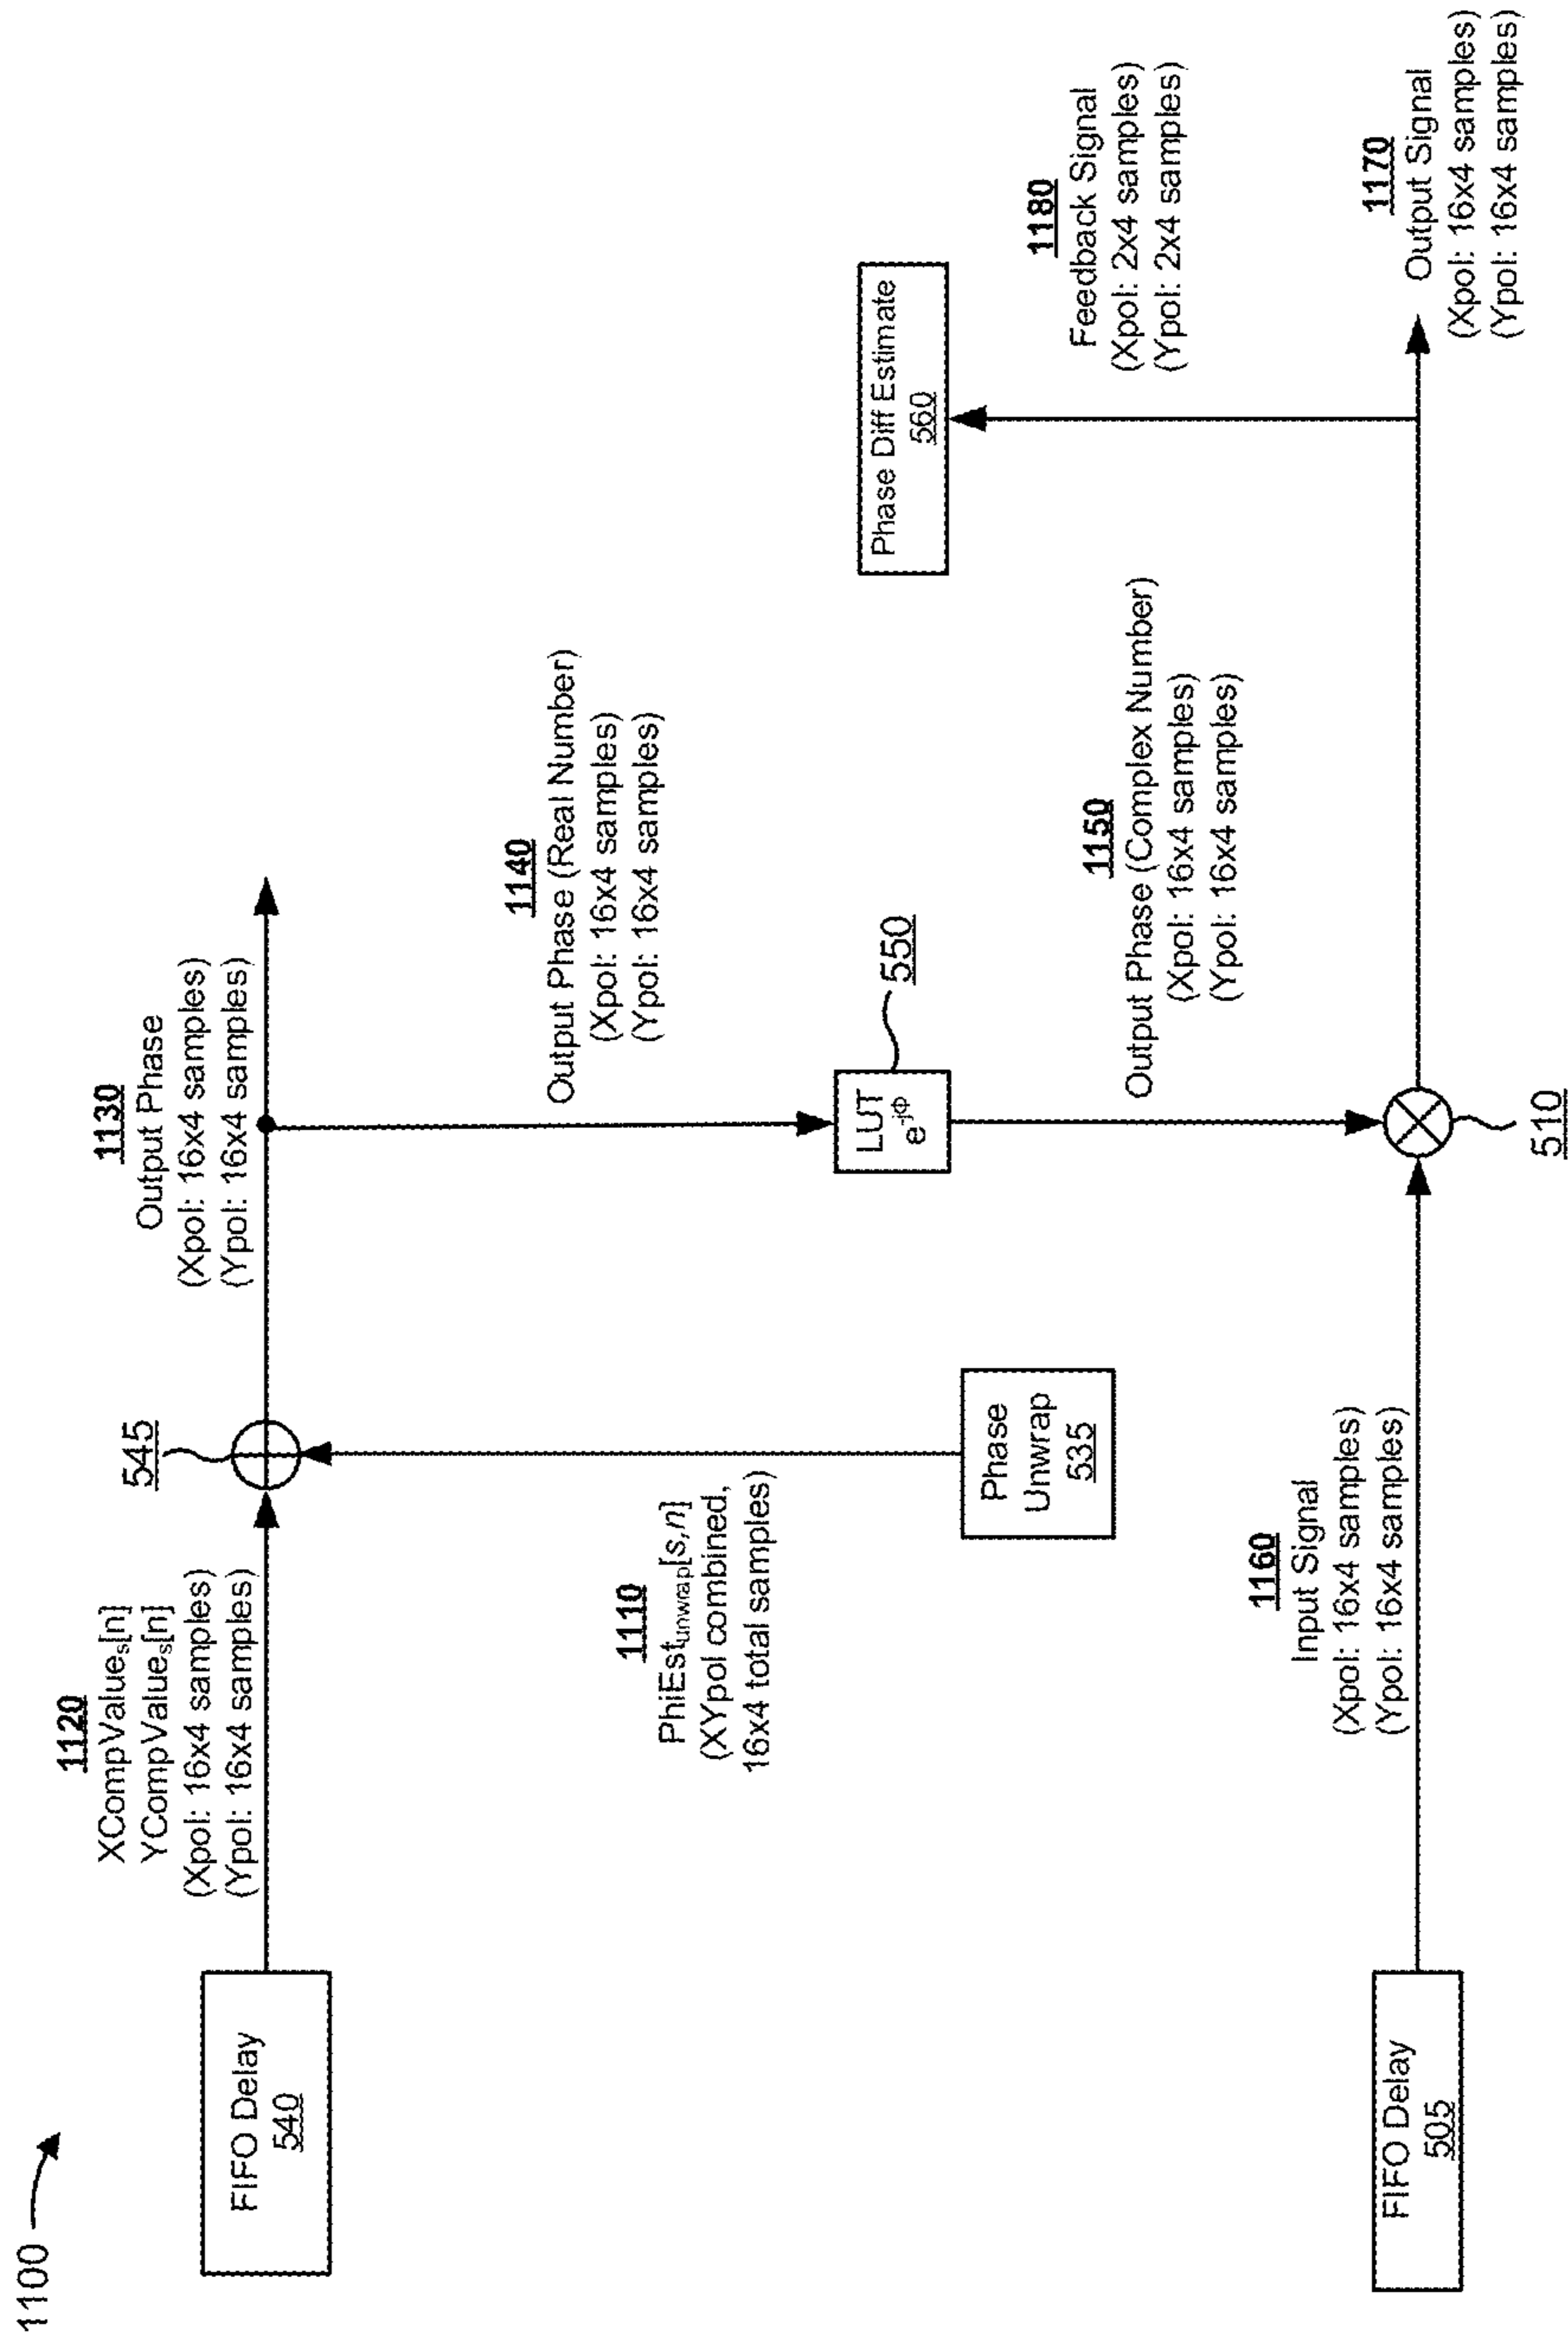 1100
FIFO Delay
540
1120
XCompValueₛ[n]
YCompValueₛ[n]
(Xpol: 16x4 samples)
(Ypol: 16x4 samples)
545
1130
Output Phase
(Xpol: 16x4 samples)
(Ypol: 16x4 samples)
1110
PhiEstunwrap[s,n]
(XYpol combined,
16x4 total samples)
Phase
Unwrap
535
1140
Output Phase (Real Number)
(Xpol: 16x4 samples)
(Ypol: 16x4 samples)
LUT
e-jΦ
550
1150
Output Phase (Complex Number)
(Xpol: 16x4 samples)
(Ypol: 16x4 samples)
Phase Diff Estimate
560
1180
Feedback Signal
(Xpol: 2x4 samples)
(Ypol: 2x4 samples)
FIFO Delay
505
1160
Input Signal
(Xpol: 16x4 samples)
(Ypol: 16x4 samples)
510
1170
Output Signal
(Xpol: 16x4 samples)
(Ypol: 16x4 samples)